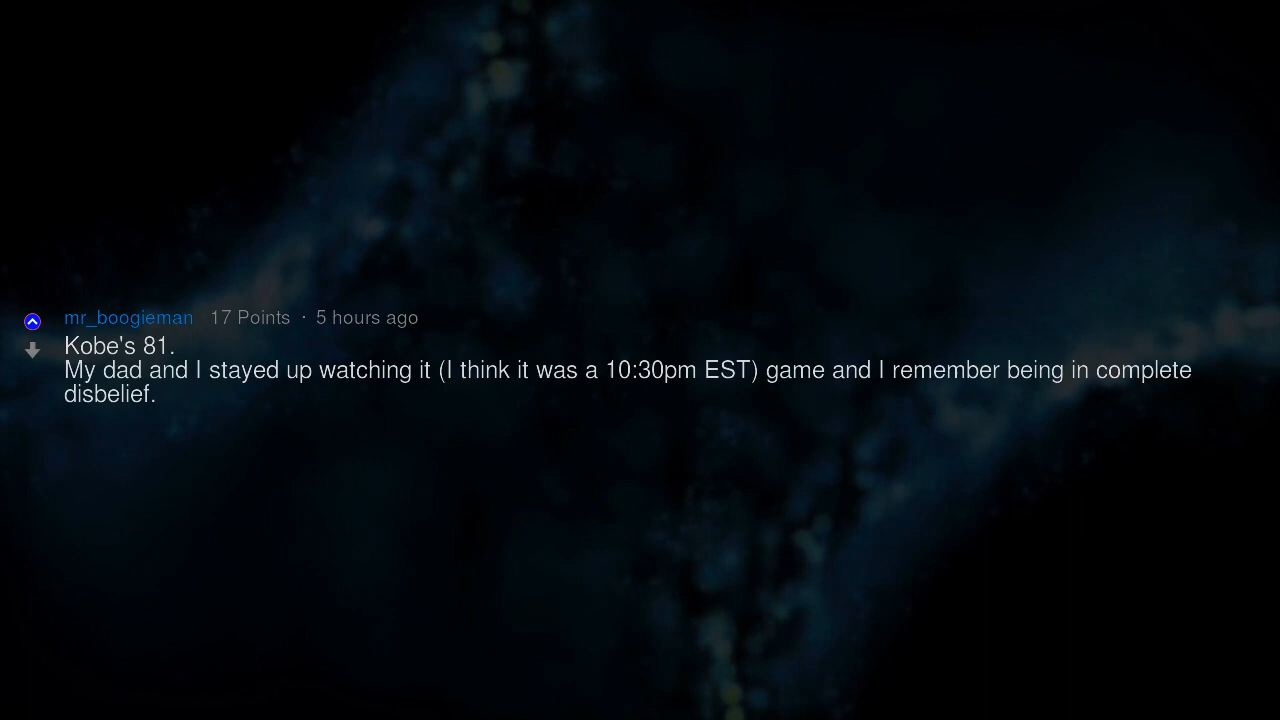 mr_boogieman 17 Points · 5 hours ago
Kobe's 81.
My dad and I stayed up watching it (I think it was a 10:30pm EST) game and I remember being in complete
disbelief.